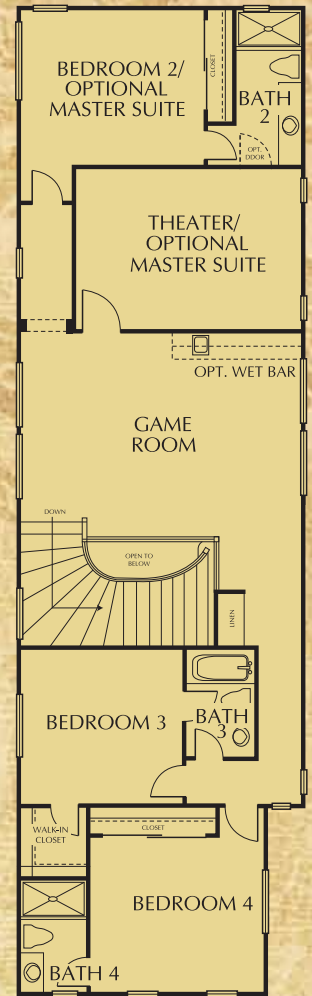 BEDROOM 2/
OPTIONAL
MASTER SUITE
CLOSET
BATH
2
OPT.
DDOR
THEATER/
OPTIONAL
MASTER SUITE
OPT. WET BAR
GAME
ROOM
DOWN
OPEN TO
BELOW
LINEN
BEDROOM 3
BATH
3
WALK-IN
CLOSET
CLOSET
BEDROOM 4
BATH 4